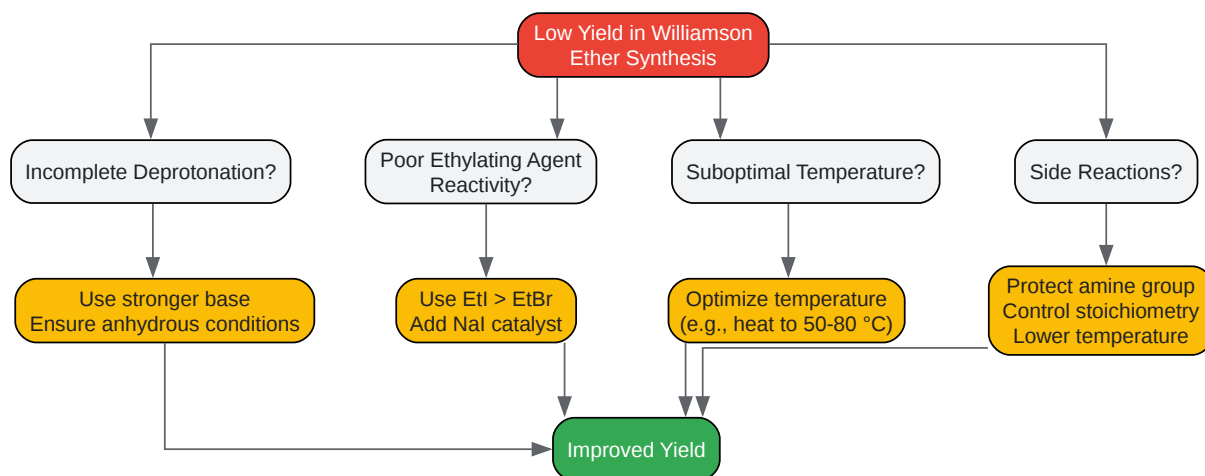 Low Yield in Williamson
Ether Synthesis
Incomplete Deprotonation?
Poor Ethylating Agent
Reactivity?
Suboptimal Temperature?
Side Reactions?
Use stronger base
Ensure anhydrous conditions
Use EtI > EtBr
Add NaI catalyst
Optimize temperature
(e.g., heat to 50-80 °C)
Protect amine group
Control stoichiometry
Lower temperature
Improved Yield